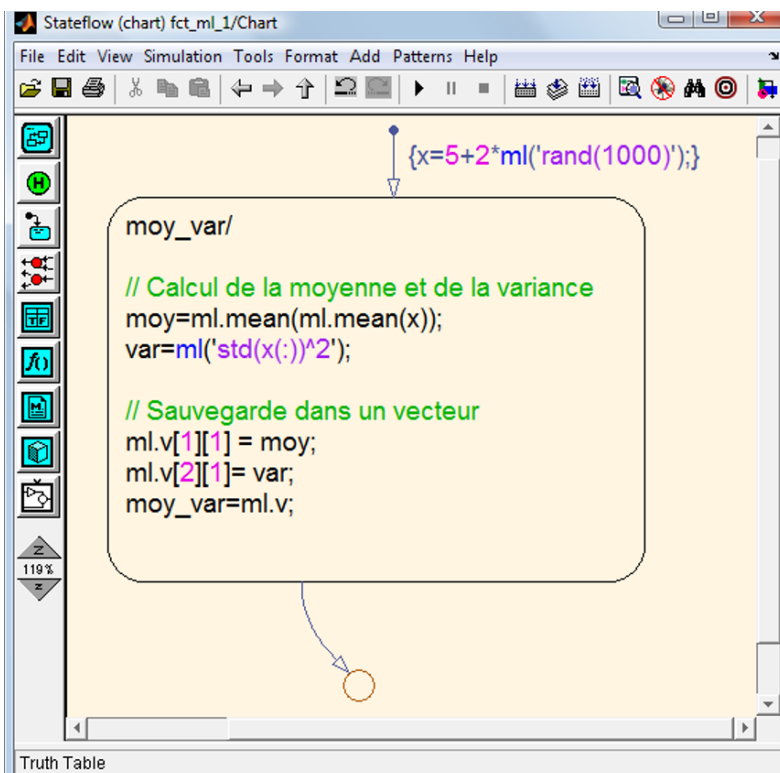 Stateflow (chart) fct_ml_1/Chart
File Edit View Simulation Tools Format Add Patterns Help
{x=5+2*ml('rand(1000)');}
moy_var/
// Calcul de la moyenne et de la variance
moy=ml.mean(ml.mean(x));
var=ml('std(x(:))^2');
// Sauvegarde dans un vecteur
ml.v[1][1] = moy;
ml.v[2][1]= var;
moy_var=ml.v;
H
TF
f()
M
Z
119%
z
Truth Table